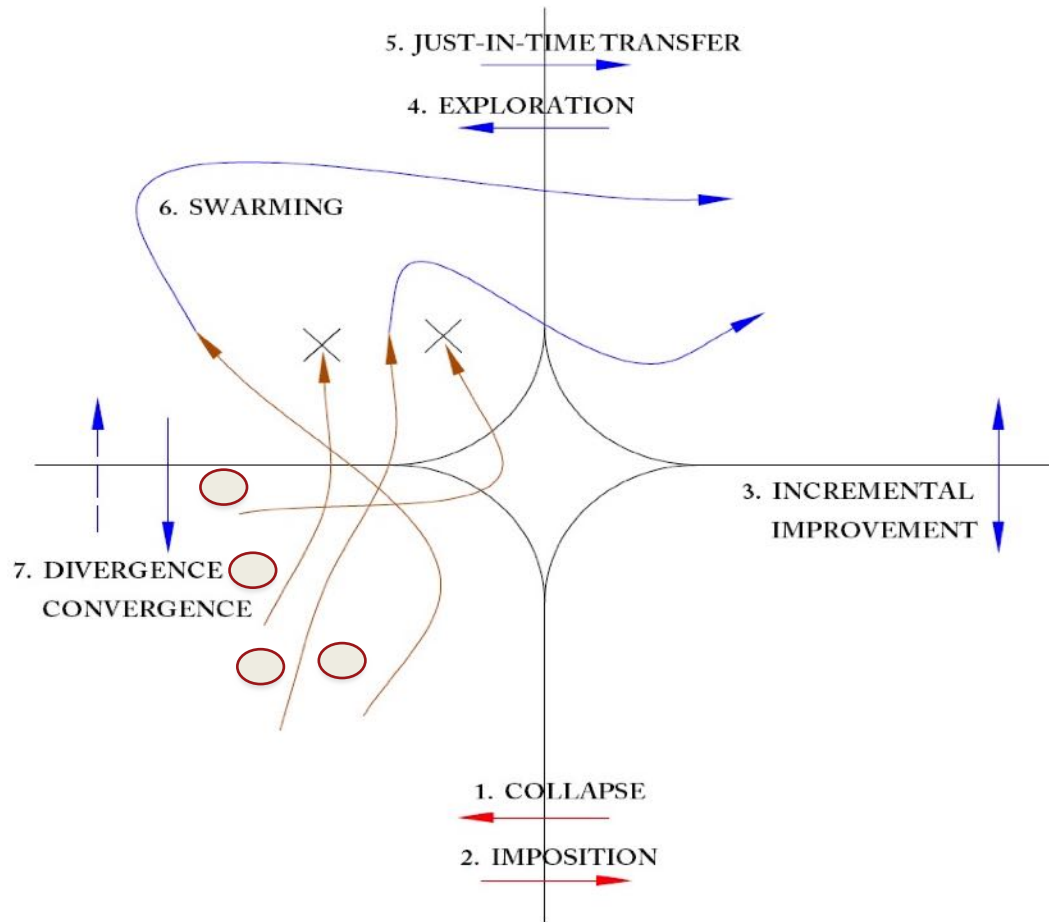 5. JUST-IN-TIME TRANSFER
4. EXPLORATION
6. SWARMING
3. INCREMENTAL
IMPROVEMENT
7. DIVERGENCE
CONVERGENCE
1. COLLAPSE
2. IMPOSITION